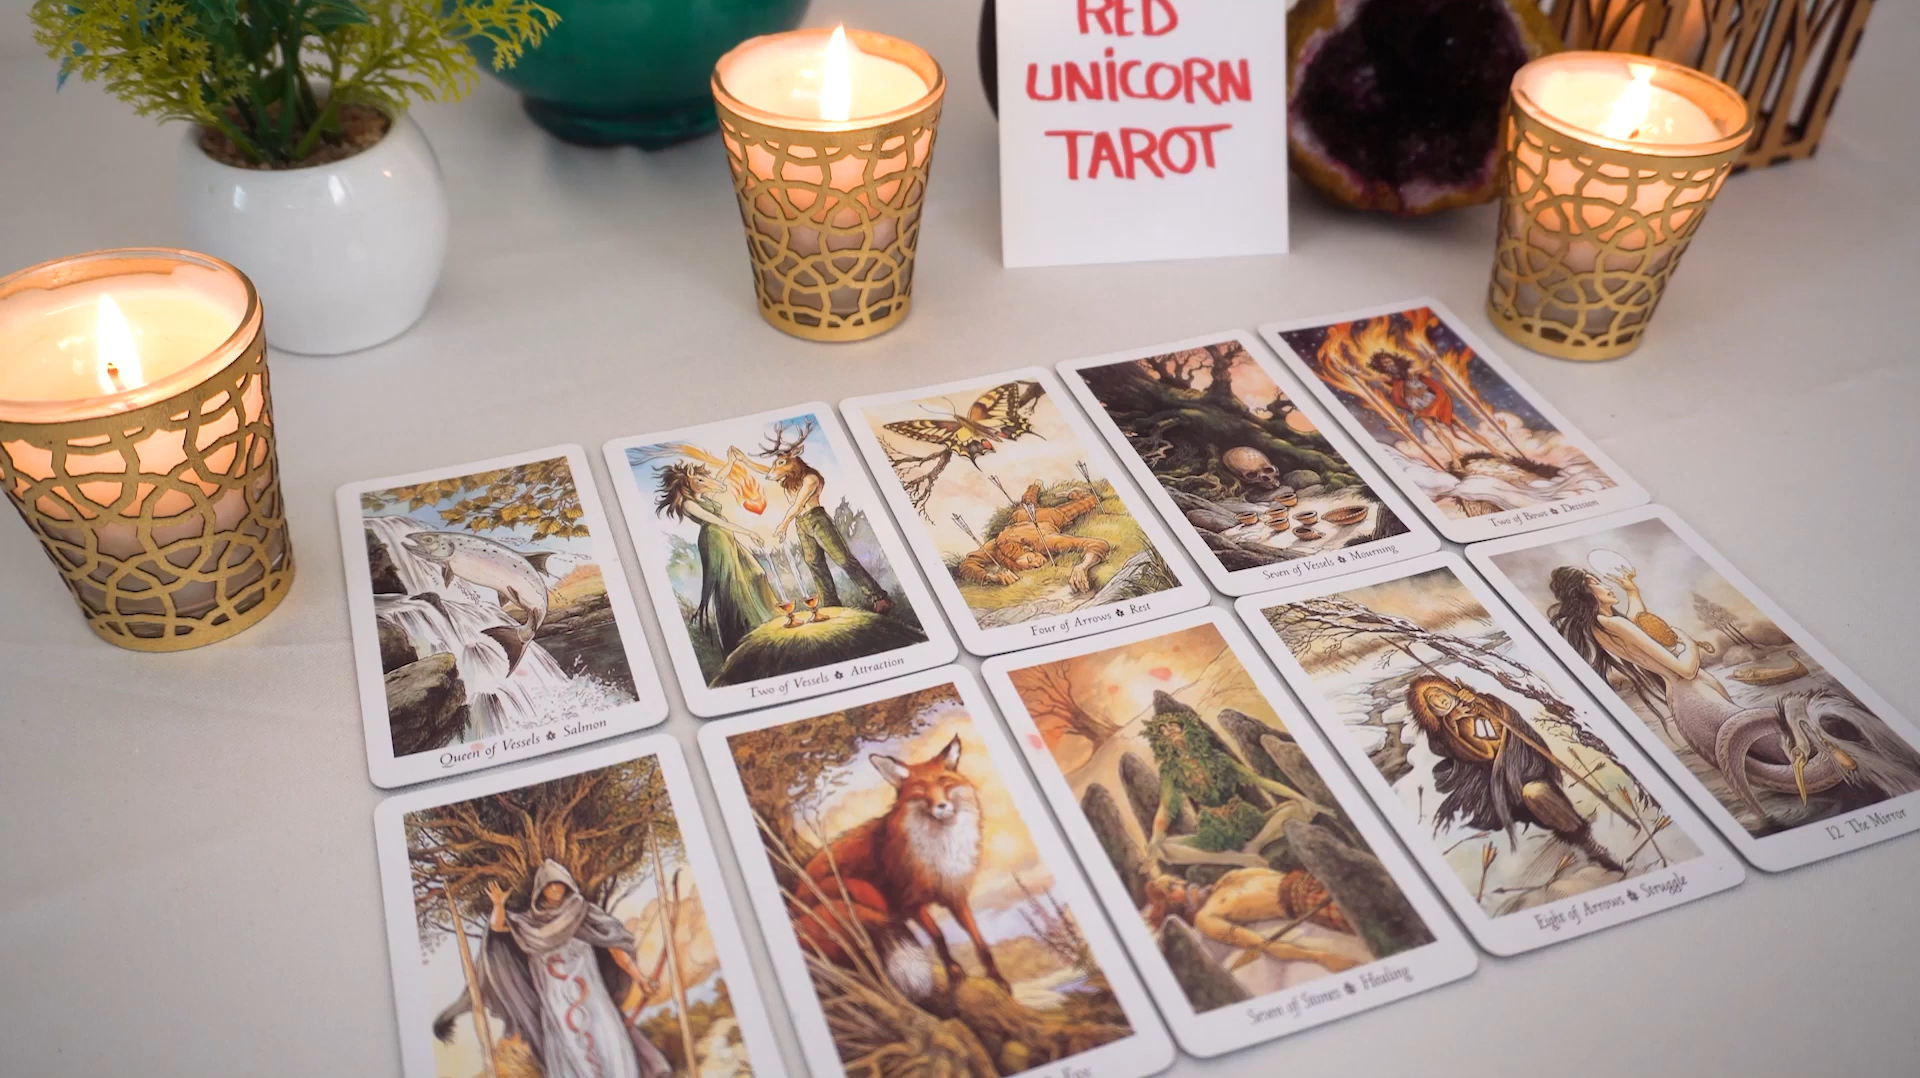 RED
UNICORN
TAROT
Two of Bows Decision
Seven of Vessels Mourning
Four of Arrows Rest
Two of Vessels Attraction
Queen of Vessels Salmon
12 The Mirror
Eight of Arrows Struggle
Seven of Stones Healing